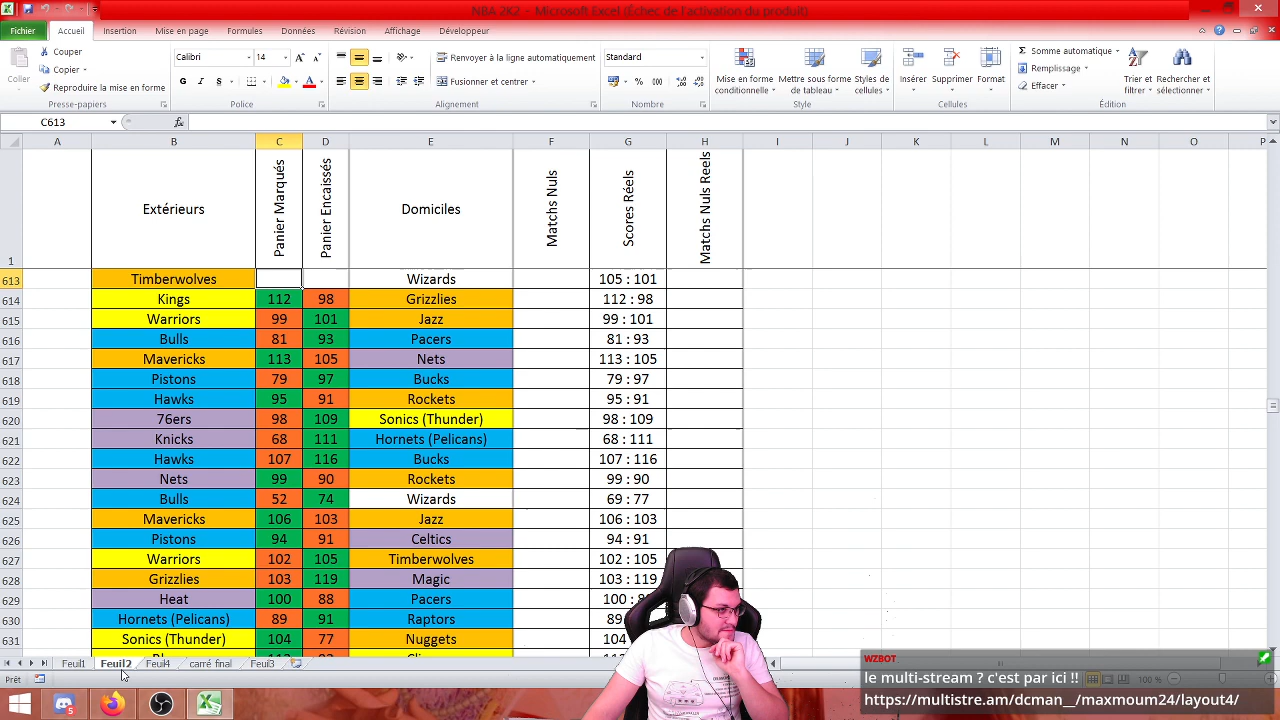 NBA 2K2 - Microsoft Excel (Échec de l'activation du produit)
Fichier Accueil Insertion Mise en page Formules Données Révision Affichage Développeur
Coller
Couper
Copier
Reproduire la mise en forme
Presse-papiers
Calibri 14
G I S
Police
Renvoyer à la ligne automatiquement
Fusionner et centrer
Alignement
Standard
% 000
Nombre
Mise en forme conditionnelle
Mettre sous forme de tableau
Styles de cellules
Style
Insérer Supprimer Format
Cellules
Somme automatique
Remplissage
Effacer
Trier et filtrer
Rechercher et sélectionner
Édition
C613 fx
A B C D E F G H I J K L M N O P
1 Extérieurs Panier Marqués Panier Encaissés Domiciles Matchs Nuls Scores Réels Matchs Nuls Reels
613 Timberwolves Wizards 105 : 101
614 Kings 112 98 Grizzlies 112 : 98
615 Warriors 99 101 Jazz 99 : 101
616 Bulls 81 93 Pacers 81 : 93
617 Mavericks 113 105 Nets 113 : 105
618 Pistons 79 97 Bucks 79 : 97
619 Hawks 95 91 Rockets 95 : 91
620 76ers 98 109 Sonics (Thunder) 98 : 109
621 Knicks 68 111 Hornets (Pelicans) 68 : 111
622 Hawks 107 116 Bucks 107 : 116
623 Nets 99 90 Rockets 99 : 90
624 Bulls 52 74 Wizards 69 : 77
625 Mavericks 106 103 Jazz 106 : 103
626 Pistons 94 91 Celtics 94 : 91
627 Warriors 102 105 Timberwolves 102 : 105
628 Grizzlies 103 119 Magic 103 : 119
629 Heat 100 88 Pacers 100 :
630 Hornets (Pelicans) 89 91 Raptors 89
631 Sonics (Thunder) 104 77 Nuggets 104
Feuil1 Feuil2 Feuil4 carré final Feuil3
Prêt
100 %
WZBOT
le multi-stream ? c'est par ici !!
https://multistre.am/dcman__/maxmoum24/layout4/